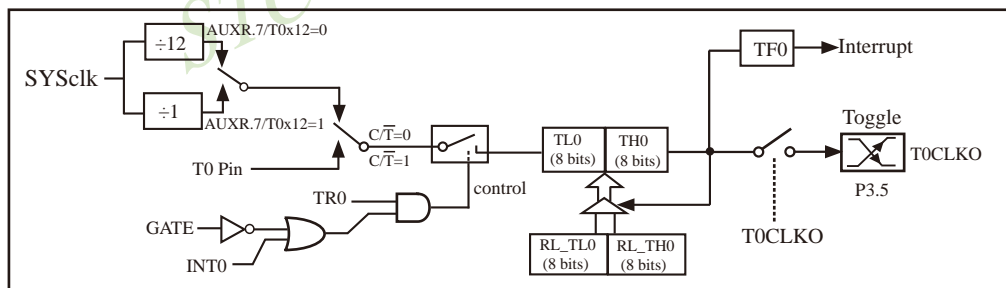 STC
AUXR.7/T0x12=0
÷12
SYSclk
÷1
AUXR.7/T0x12=1
C/T̅=0
C/T̅=1
T0 Pin
control
TR0
GATE
INT0
TL0
(8 bits)
TH0
(8 bits)
RL_TL0
(8 bits)
RL_TH0
(8 bits)
TF0
Interrupt
Toggle
T0CLKO
P3.5
T0CLKO